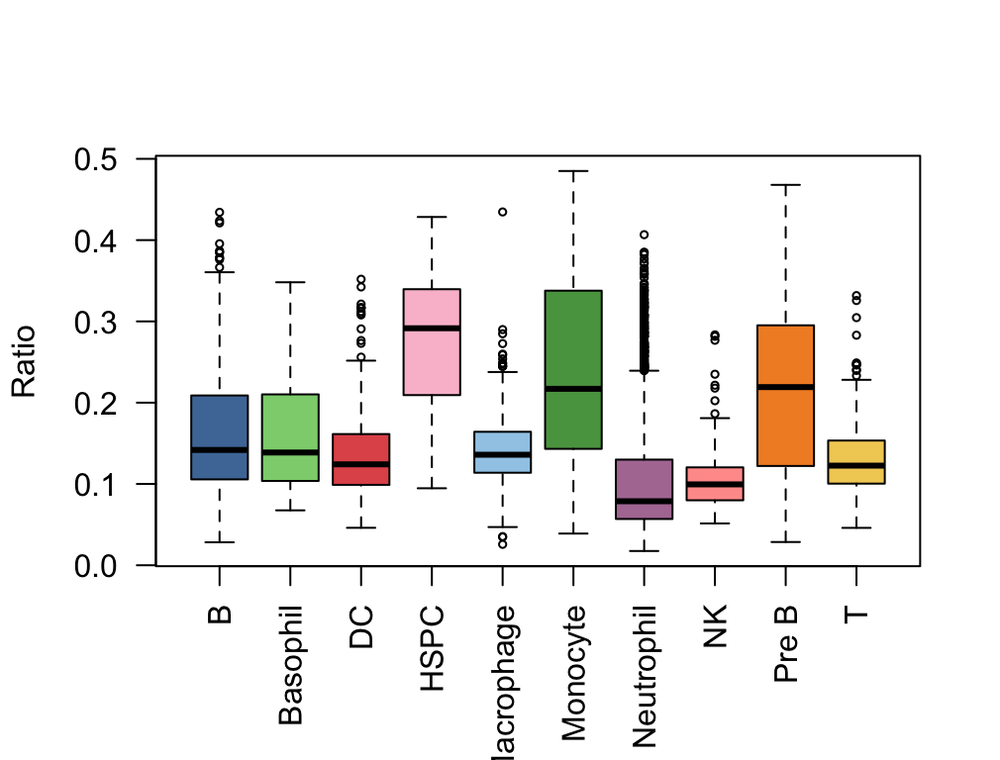 0.5
0.4
0.3
0.2
0.1
0.0
Ratio
B
Basophil
DC
HSPC
lacrophage
Monocyte
Neutrophil
NK
Pre B
T